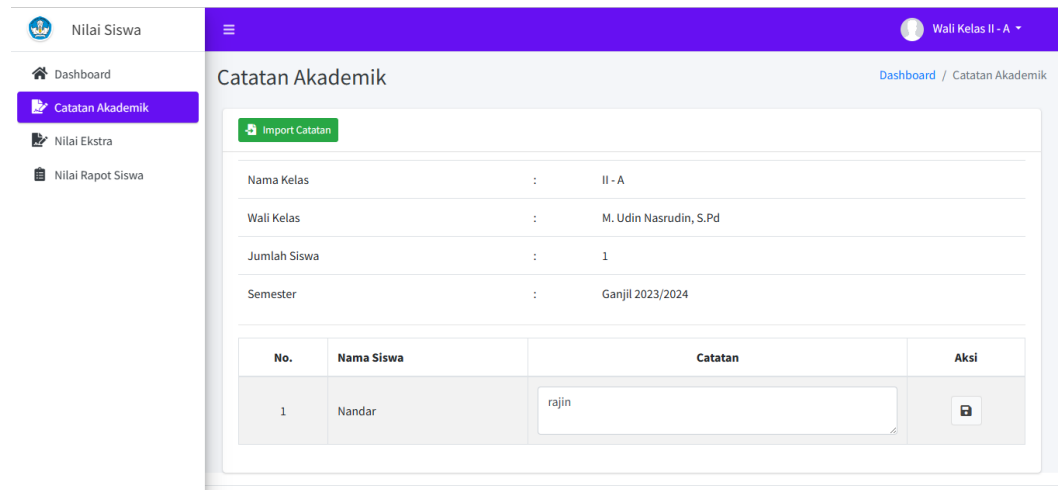 Nilai Siswa
Wali Kelas II - A
Dashboard
Catatan Akademik
Nilai Ekstra
Nilai Rapot Siswa
Catatan Akademik
Dashboard / Catatan Akademik
Import Catatan
Nama Kelas : II - A
Wali Kelas : M. Udin Nasrudin, S.Pd
Jumlah Siswa : 1
Semester : Ganjil 2023/2024
No. Nama Siswa Catatan Aksi
1 Nandar rajin